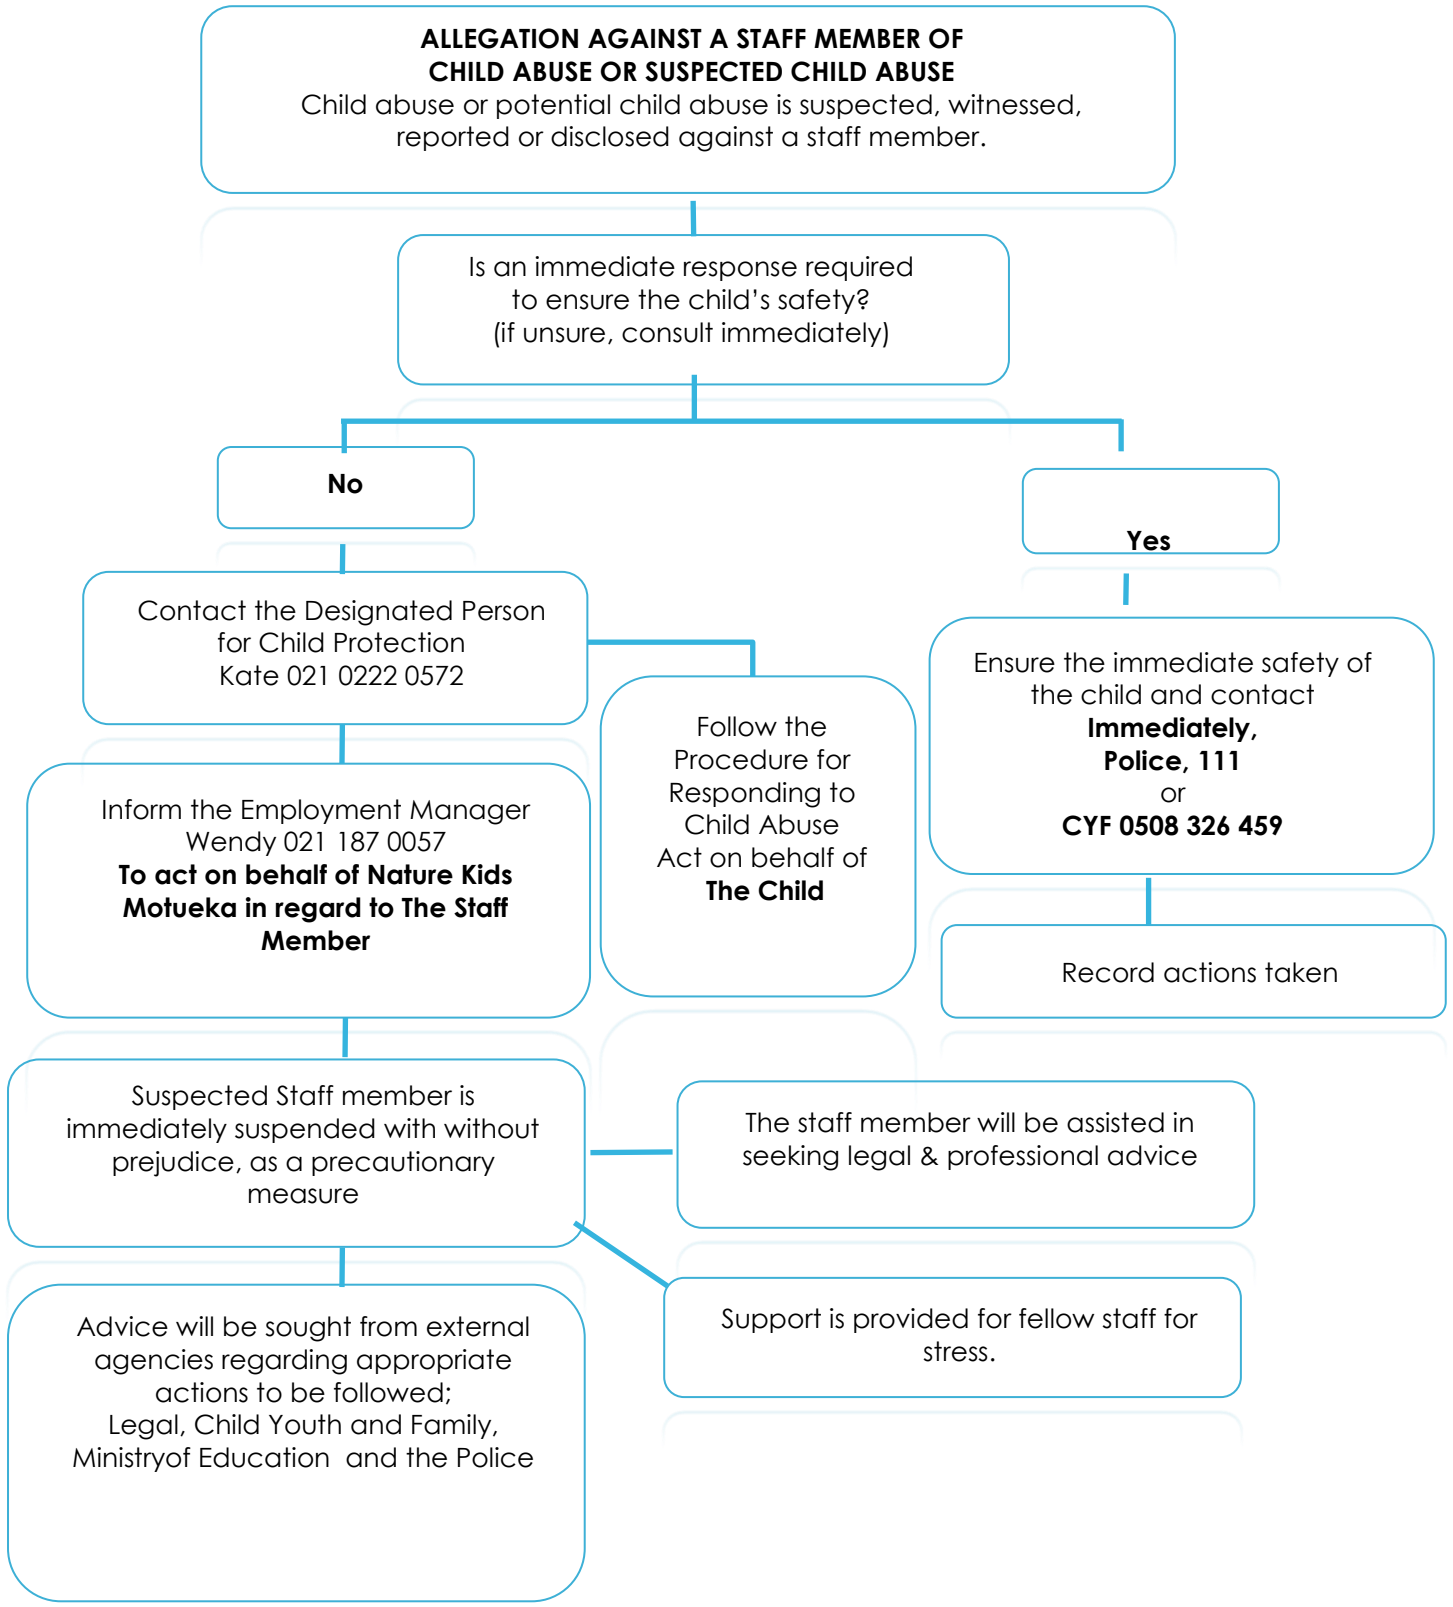 ALLEGATION AGAINST A STAFF MEMBER OF
CHILD ABUSE OR SUSPECTED CHILD ABUSE
Child abuse or potential child abuse is suspected, witnessed,
reported or disclosed against a staff member.
Is an immediate response required
to ensure the child's safety?
(if unsure, consult immediately)
No
Yes
Contact the Designated Person
for Child Protection
Kate 021 0222 0572
Follow the
Procedure for
Responding to
Child Abuse
Act on behalf of
The Child
Ensure the immediate safety of
the child and contact
Immediately,
Police, 111
or
CYF 0508 326 459
Inform the Employment Manager
Wendy 021 187 0057
To act on behalf of Nature Kids
Motueka in regard to The Staff
Member
Record actions taken
Suspected Staff member is
immediately suspended with without
prejudice, as a precautionary
measure
The staff member will be assisted in
seeking legal & professional advice
Support is provided for fellow staff for
stress.
Advice will be sought from external
agencies regarding appropriate
actions to be followed;
Legal, Child Youth and Family,
Ministryof Education  and the Police